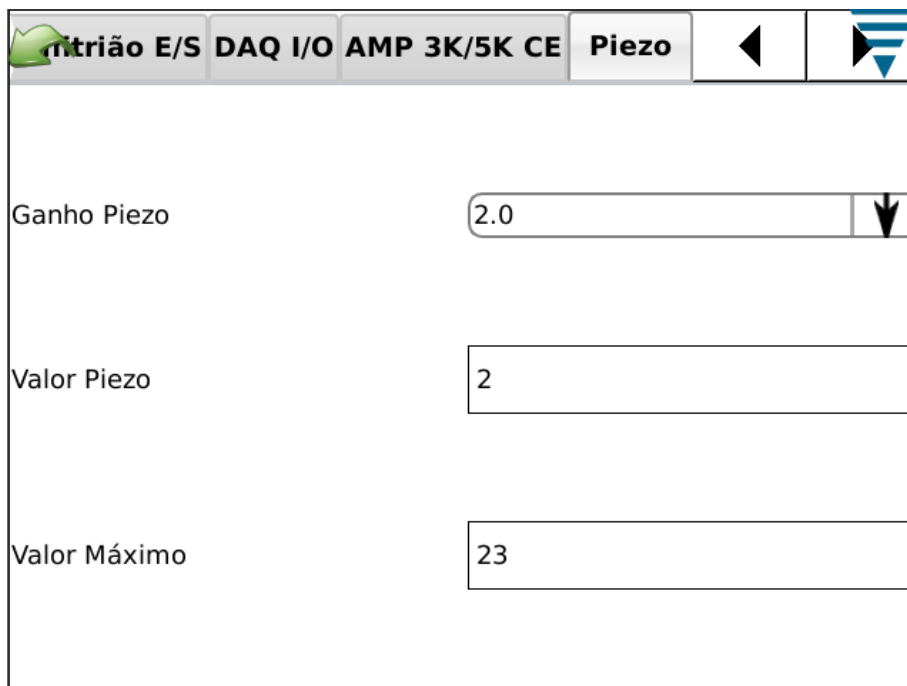 E/S DAQ I/O AMP 3K/5K CE Piezo
Ganho Piezo 2.0
Valor Piezo 2
Valor Máximo 23